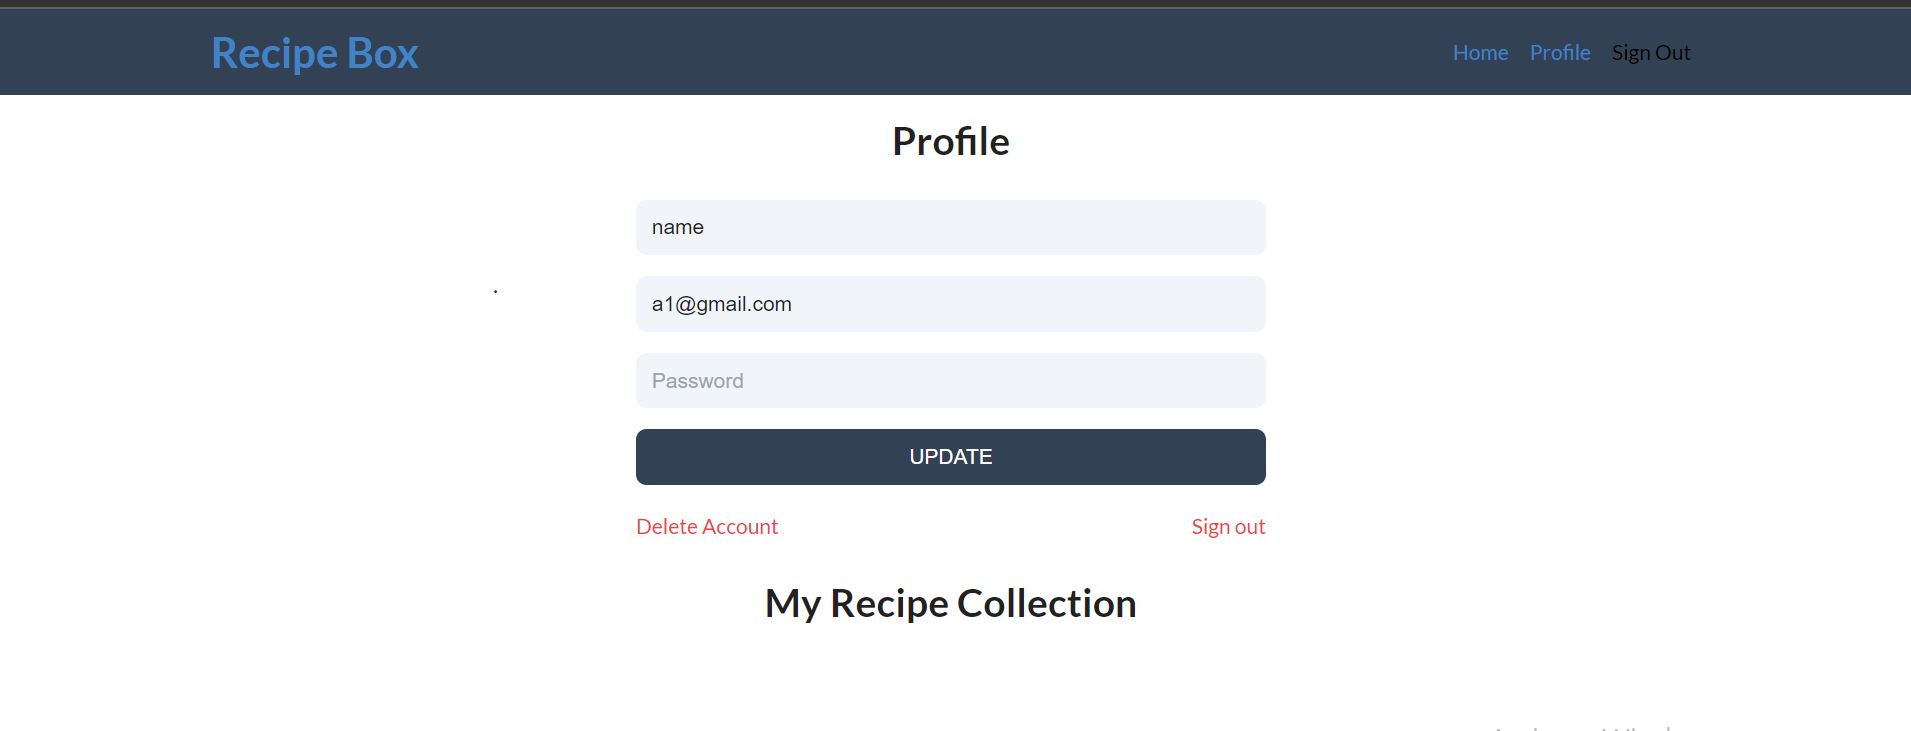 Recipe Box
Home Profile Sign Out
Profile
name
a1@gmail.com
Password
UPDATE
Delete Account Sign out
My Recipe Collection